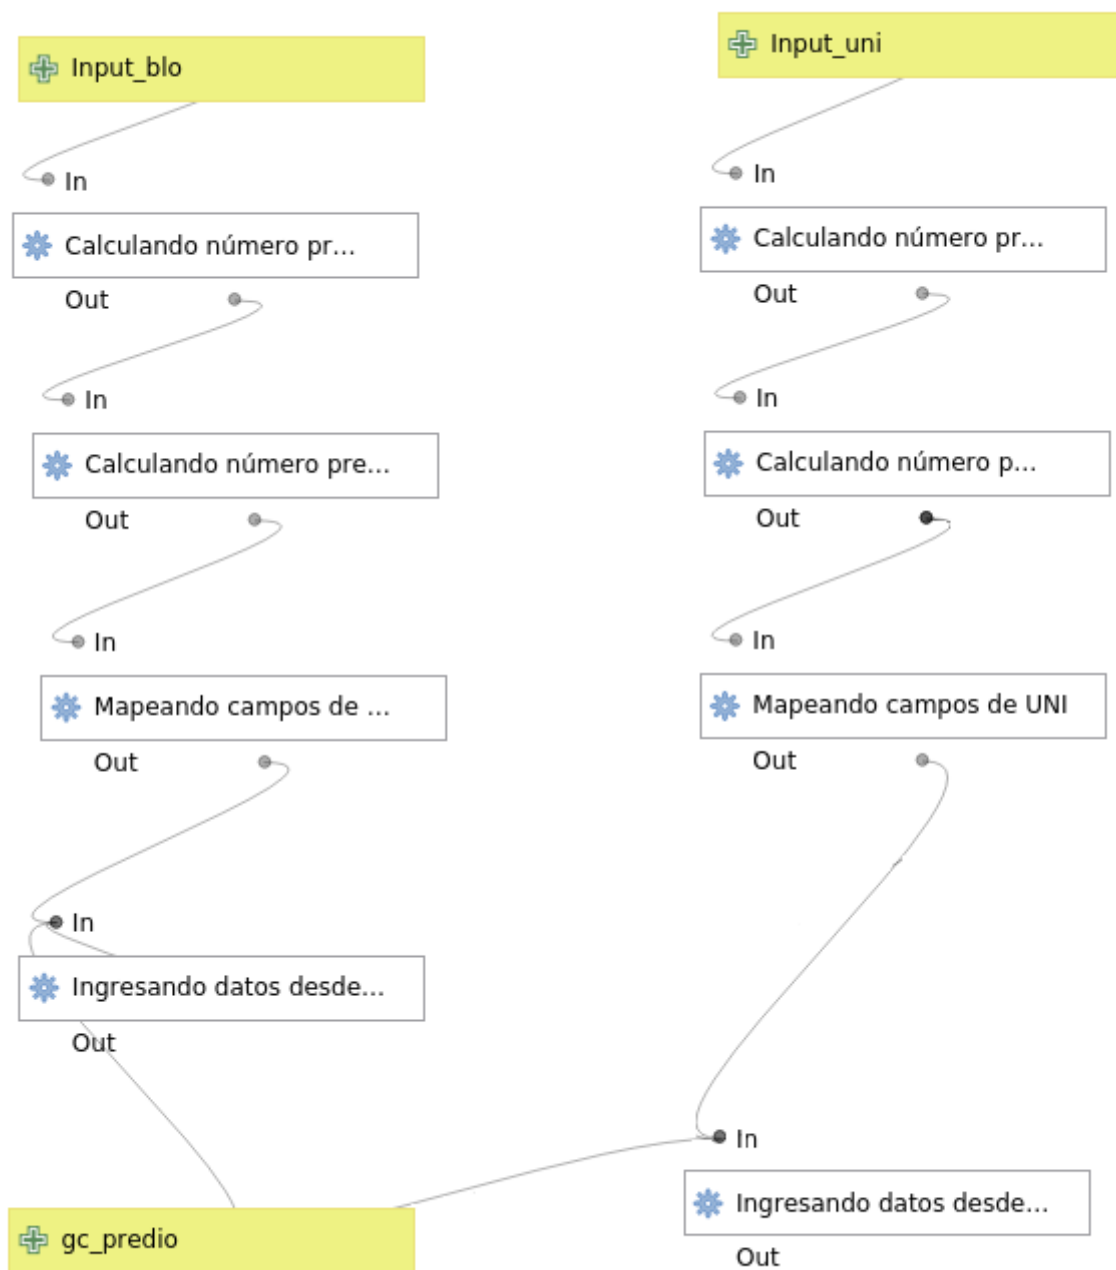 Input_blo
In
Calculando número pr...
Out
In
Calculando número pre...
Out
In
Mapeando campos de ...
Out
In
Ingresando datos desde...
Out
gc_predio
Input_uni
In
Calculando número pr...
Out
In
Calculando número p...
Out
In
Mapeando campos de UNI
Out
In
Ingresando datos desde...
Out